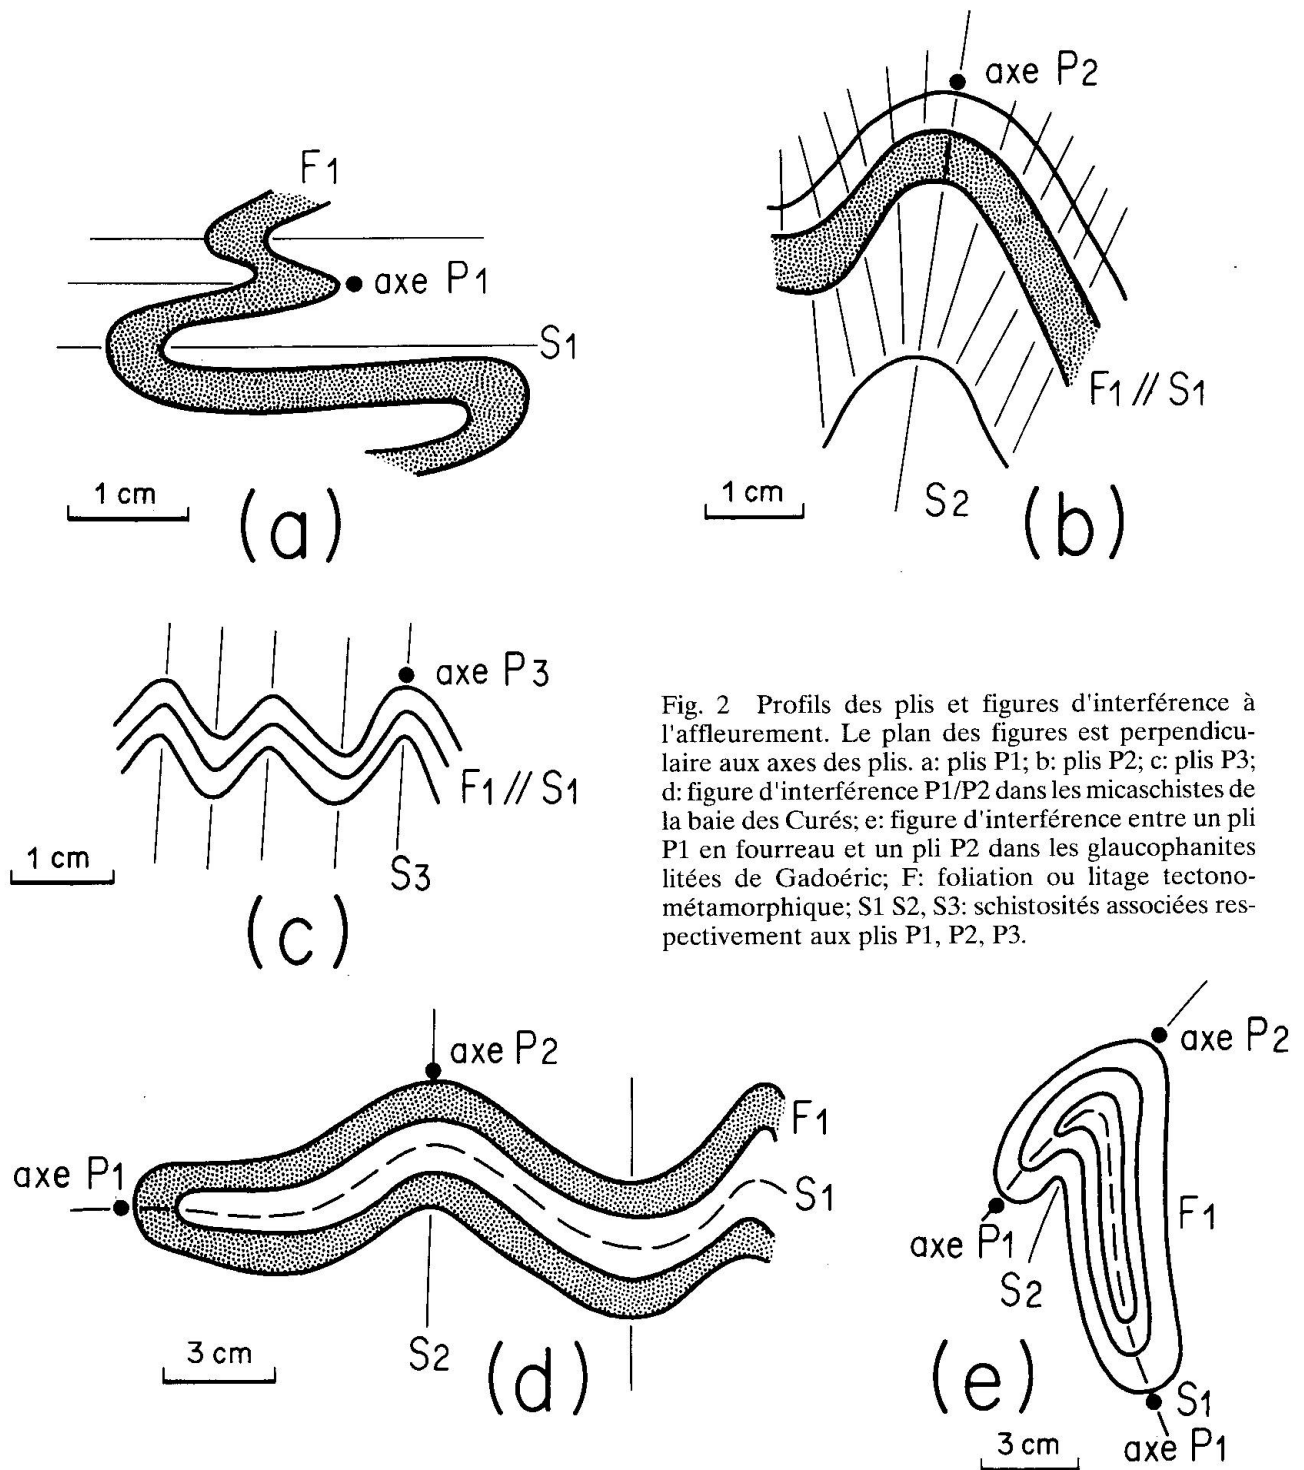 F1
axe P1
S1
1 cm
(a)
axe P2
F1 // S1
1 cm
S2
(b)
axe P3
F1 // S1
1 cm
S3
(c)
Fig. 2 Profils des plis et figures d'interférence à
l'affleurement. Le plan des figures est perpendicu-
laire aux axes des plis. a: plis P1; b: plis P2; c: plis P3;
d: figure d'interférence P1/P2 dans les micaschistes de
la baie des Curés; e: figure d'interférence entre un pli
P1 en fourreau et un pli P2 dans les glaucophanites
litées de Gadoéric; F: foliation ou litage tectono-
métamorphique; S1 S2, S3: schistosités associées res-
pectivement aux plis P1, P2, P3.
axe P2
F1
axe P1
S1
3 cm
S2
(d)
axe P2
F1
axe P1
S2
(e)
S1
axe P1
3 cm